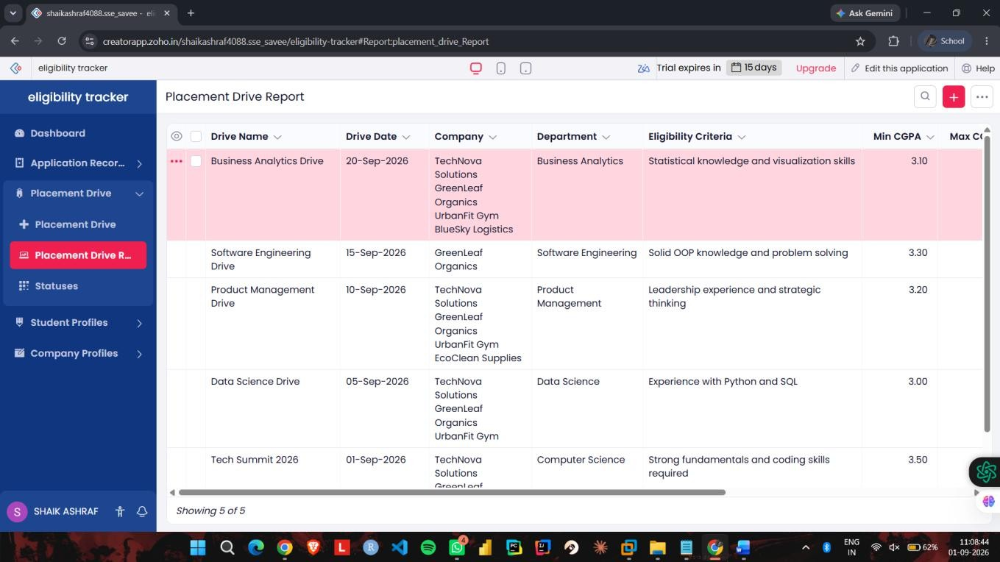 shaikashraf4088.sse_savee - eli
Ask Gemini
creatorapp.zoho.in/shaikashraf4088.sse_savee/eligibility-tracker#Report:placement_drive_Report
School
eligibility tracker
Trial expires in 15 days
Upgrade
Edit this application
Help
eligibility tracker
Dashboard
Application Recor...
Placement Drive
Placement Drive
Placement Drive R...
Statuses
Student Profiles
Company Profiles
S SHAIK ASHRAF
Placement Drive Report
Drive Name Drive Date Company Department Eligibility Criteria Min CGPA Max CG
Business Analytics Drive 20-Sep-2026 TechNova Business Analytics Statistical knowledge and visualization skills 3.10
Solutions
GreenLeaf
Organics
UrbanFit Gym
BlueSky Logistics
Software Engineering 15-Sep-2026 GreenLeaf Software Engineering Solid OOP knowledge and problem solving 3.30
Drive Organics
Product Management 10-Sep-2026 TechNova Product Leadership experience and strategic 3.20
Drive Solutions Management thinking
GreenLeaf
Organics
UrbanFit Gym
EcoClean Supplies
Data Science Drive 05-Sep-2026 TechNova Data Science Experience with Python and SQL 3.00
Solutions
GreenLeaf
Organics
UrbanFit Gym
Tech Summit 2026 01-Sep-2026 TechNova Computer Science Strong fundamentals and coding skills 3.50
Solutions required
GreenLeaf
Showing 5 of 5
4
ENG
IN
62%
11:08:44
01-09-2026